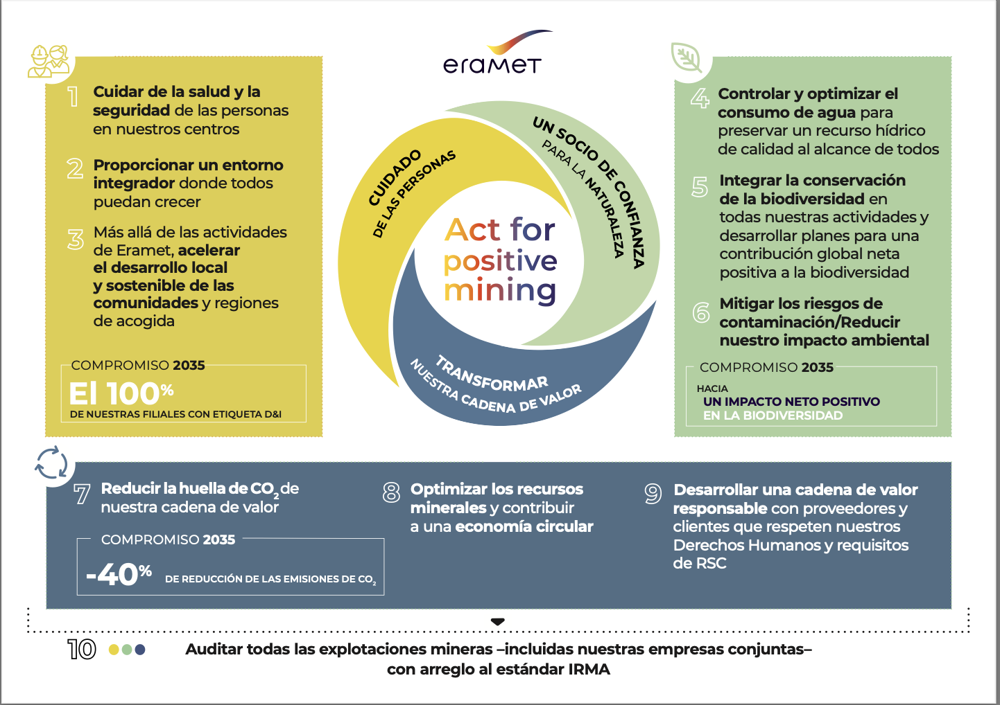 eramet
1
Cuidar de la salud y la
seguridad de las personas
en nuestros centros
2
Proporcionar un entorno
integrador donde todos
puedan crecer
3
Más allá de las actividades
de Eramet, acelerar
el desarrollo local
y sostenible de las
comunidades y regiones
de acogida
COMPROMISO 2035
El 100%
DE NUESTRAS FILIALES CON ETIQUETA D&I
CUIDADO
DE LAS PERSONAS
UN SOCIO DE CONFIANZA
PARA LA NATURALEZA
Act for
positive
mining
TRANSFORMAR
NUESTRA CADENA DE VALOR
4
Controlar y optimizar el
consumo de agua para
preservar un recurso hídrico
de calidad al alcance de todos
5
Integrar la conservación
de la biodiversidad en
todas nuestras actividades y
desarrollar planes para una
contribución global neta
positiva a la biodiversidad
6
Mitigar los riesgos de
contaminación/Reducir
nuestro impacto ambiental
COMPROMISO 2035
HACIA
UN IMPACTO NETO POSITIVO
EN LA BIODIVERSIDAD
7
Reducir la huella de CO₂ de
nuestra cadena de valor
COMPROMISO 2035
-40% DE REDUCCIÓN DE LAS EMISIONES DE CO₂
8
Optimizar los recursos
minerales y contribuir
a una economía circular
9
Desarrollar una cadena de valor
responsable con proveedores y
clientes que respeten nuestros
Derechos Humanos y requisitos
de RSC
10
Auditar todas las explotaciones mineras –incluidas nuestras empresas conjuntas–
con arreglo al estándar IRMA